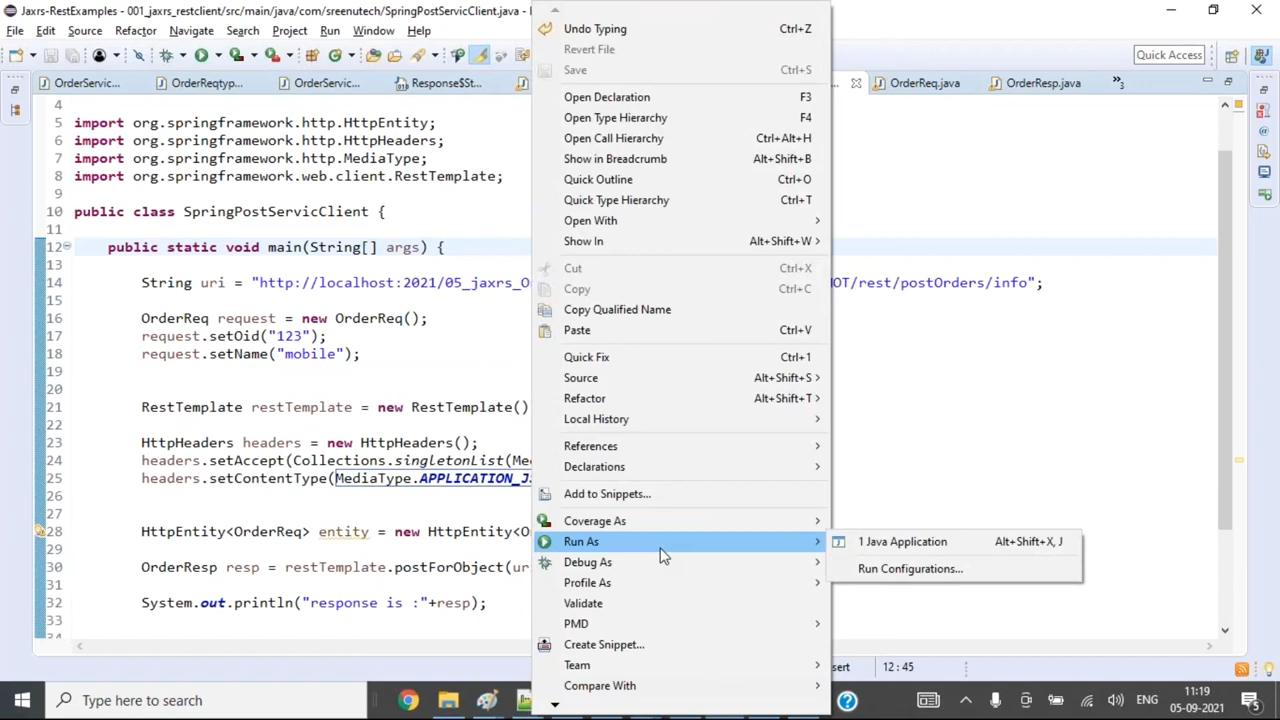 Jaxrs-RestExamples - 001_jaxrs_restclient/src/main/java/com/sreenutech/SpringPostServicClient.java -
File Edit Source Refactor Navigate Search Project Run Window Help
Quick Access
OrderServic... OrderReqtyp... OrderServic... Response$St... OrderReq.java OrderResp.java »3
4
5 import org.springframework.http.HttpEntity;
6 import org.springframework.http.HttpHeaders;
7 import org.springframework.http.MediaType;
8 import org.springframework.web.client.RestTemplate;
9
10 public class SpringPostServicClient {
11
12 public static void main(String[] args) {
13
14 String uri = "http://localhost:2021/05_jaxrs_O OT/rest/postOrders/info";
15
16 OrderReq request = new OrderReq();
17 request.setOid("123");
18 request.setName("mobile");
19
20
21 RestTemplate restTemplate = new RestTemplate()
22
23 HttpHeaders headers = new HttpHeaders();
24 headers.setAccept(Collections.singletonList(Me
25 headers.setContentType(MediaType.APPLICATION_J
26
28 HttpEntity<OrderReq> entity = new HttpEntity<O
29
30 OrderResp resp = restTemplate.postForObject(ur
31
32 System.out.println("response is :"+resp);
33
Undo Typing Ctrl+Z
Revert File
Save Ctrl+S
Open Declaration F3
Open Type Hierarchy F4
Open Call Hierarchy Ctrl+Alt+H
Show in Breadcrumb Alt+Shift+B
Quick Outline Ctrl+O
Quick Type Hierarchy Ctrl+T
Open With
Show In Alt+Shift+W
Cut Ctrl+X
Copy Ctrl+C
Copy Qualified Name
Paste Ctrl+V
Quick Fix Ctrl+1
Source Alt+Shift+S
Refactor Alt+Shift+T
Local History
References
Declarations
Add to Snippets...
Coverage As
Run As
Debug As
Profile As
Validate
PMD
Create Snippet...
Team
Compare With
1 Java Application Alt+Shift+X, J
Run Configurations...
sert 12 : 45
Type here to search
ENG
11:19
05-09-2021
5